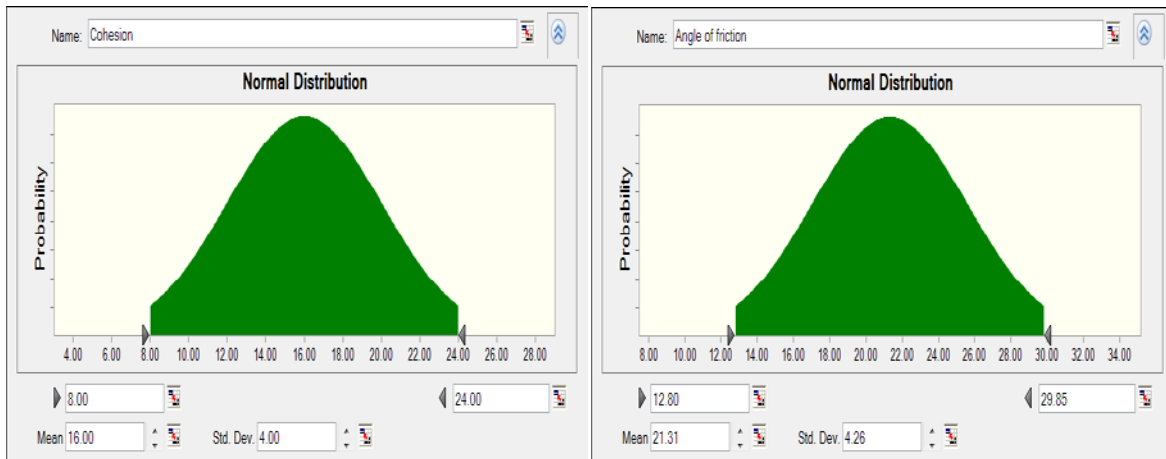 Name: Cohesion
Normal Distribution
Probability
4.00 6.00 8.00 10.00 12.00 14.00 16.00 18.00 20.00 22.00 24.00 26.00 28.00
8.00 24.00
Mean 16.00 Std. Dev. 4.00
Name: Angle of friction
Normal Distribution
Probability
8.00 10.00 12.00 14.00 16.00 18.00 20.00 22.00 24.00 26.00 28.00 30.00 32.00 34.00
12.80 29.85
Mean 21.31 Std. Dev. 4.26